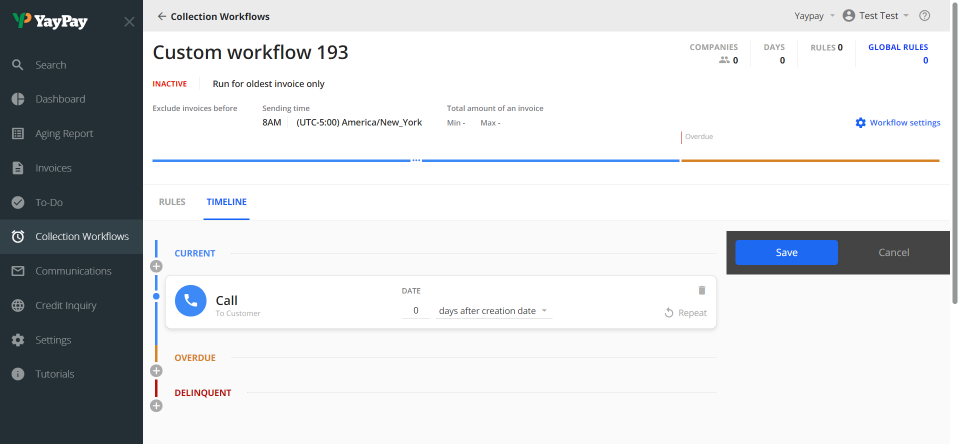 YayPay
Search
Dashboard
Aging Report
Invoices
To-Do
Collection Workflows
Communications
Credit Inquiry
Settings
Tutorials
Collection Workflows
Yaypay
Test Test
Custom workflow 193
COMPANIES
0
DAYS
0
RULES 0
GLOBAL RULES
0
INACTIVE
Run for oldest invoice only
Exclude invoices before
Sending time
8AM
(UTC-5:00) America/New_York
Total amount of an invoice
Min -
Max -
Workflow settings
Overdue
RULES
TIMELINE
CURRENT
Call
To Customer
DATE
0
days after creation date
Repeat
OVERDUE
DELINQUENT
Save
Cancel